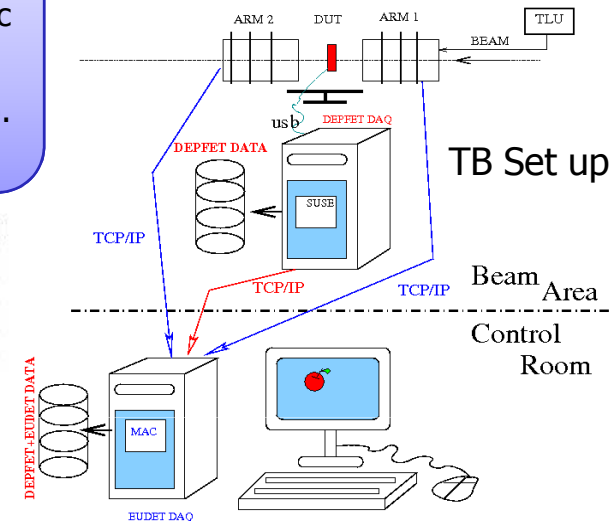 c
.
ARM 2
DUT
ARM 1
TLU
BEAM
usb
DEPFET DAQ
DEPFET DATA
TB Set up
SUSE
TCP/IP
TCP/IP
TCP/IP
Beam Area
Control
Room
DEPFET+EUDET DATA
MAC
EUDET DAQ